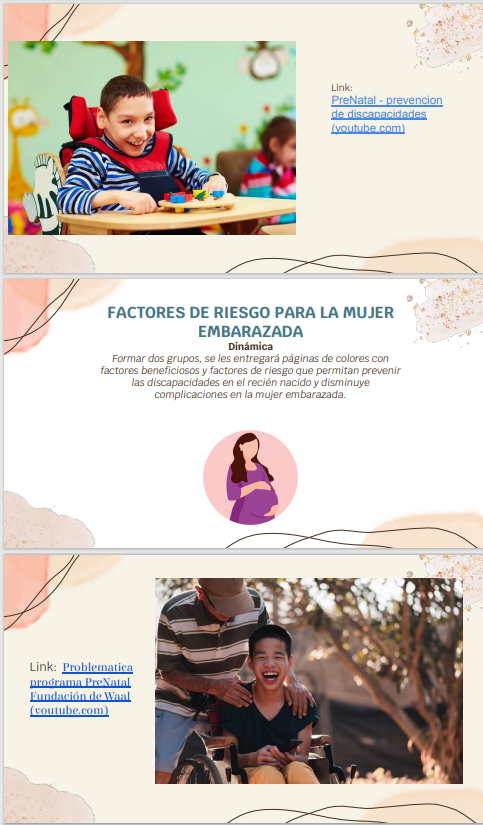 Link:
PreNatal - prevencion
de discapacidades
(youtube.com)
FACTORES DE RIESGO PARA LA MUJER
EMBARAZADA
Dinámica
Formar dos grupos, se les entregará páginas de colores con
factores beneficiosos y factores de riesgo que permitan prevenir
las discapacidades en el recién nacido y disminuye
complicaciones en la mujer embarazada.
Link: Problematica
programa PreNatal
Fundación de Waal
(youtube.com)